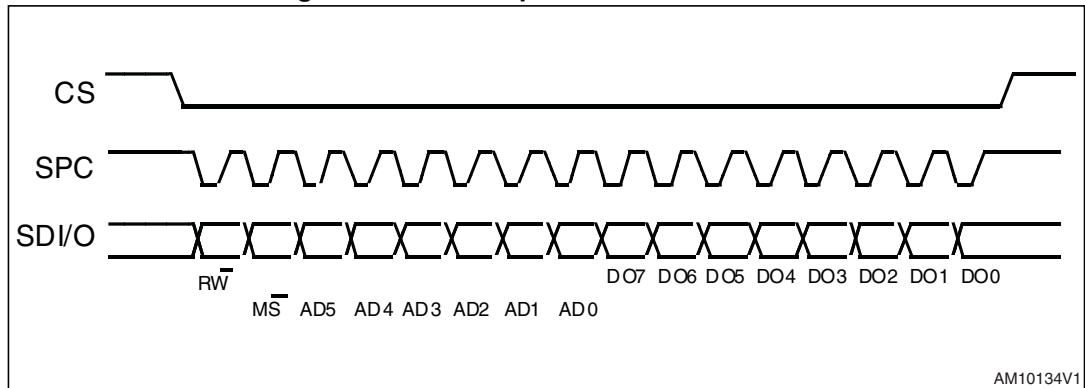 CS
SPC
SDI/O
RW
DO7 DO6 DO5 DO4 DO3 DO2 DO1 DO0
MS AD5 AD4 AD3 AD2 AD1 AD0
AM10134V1